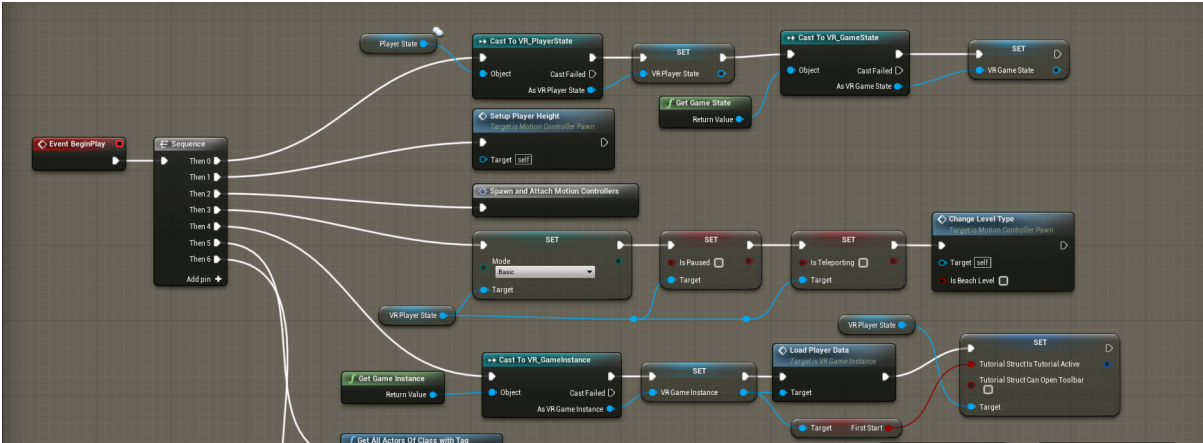 Player State
Cast To VR_PlayerState
Object
Cast Failed
As VR Player State
SET
VR Player State
Cast To VR_GameState
Object
Cast Failed
As VR Game State
SET
VR Game State
Get Game State
Return Value
Setup Player Height
Target is Motion Controller Pawn
Target self
Event BeginPlay
Sequence
Then 0
Then 1
Then 2
Then 3
Then 4
Then 5
Then 6
Add pin +
Spawn and Attach Motion Controllers
SET
Mode
Basic
Target
SET
Is Paused
Target
SET
Is Teleporting
Target
Change Level Type
Target is Motion Controller Pawn
Target self
Is Beach Level
VR Player State
VR Player State
Get Game Instance
Return Value
Cast To VR_GameInstance
Object
Cast Failed
As VR Game Instance
SET
VR Game Instance
Load Player Data
Target is VR Game Instance
Target
Target First Start
SET
Tutorial Struct Is Tutorial Active
Tutorial Struct Can Open Toolbar
Target
Get All Actors Of Class with Tag